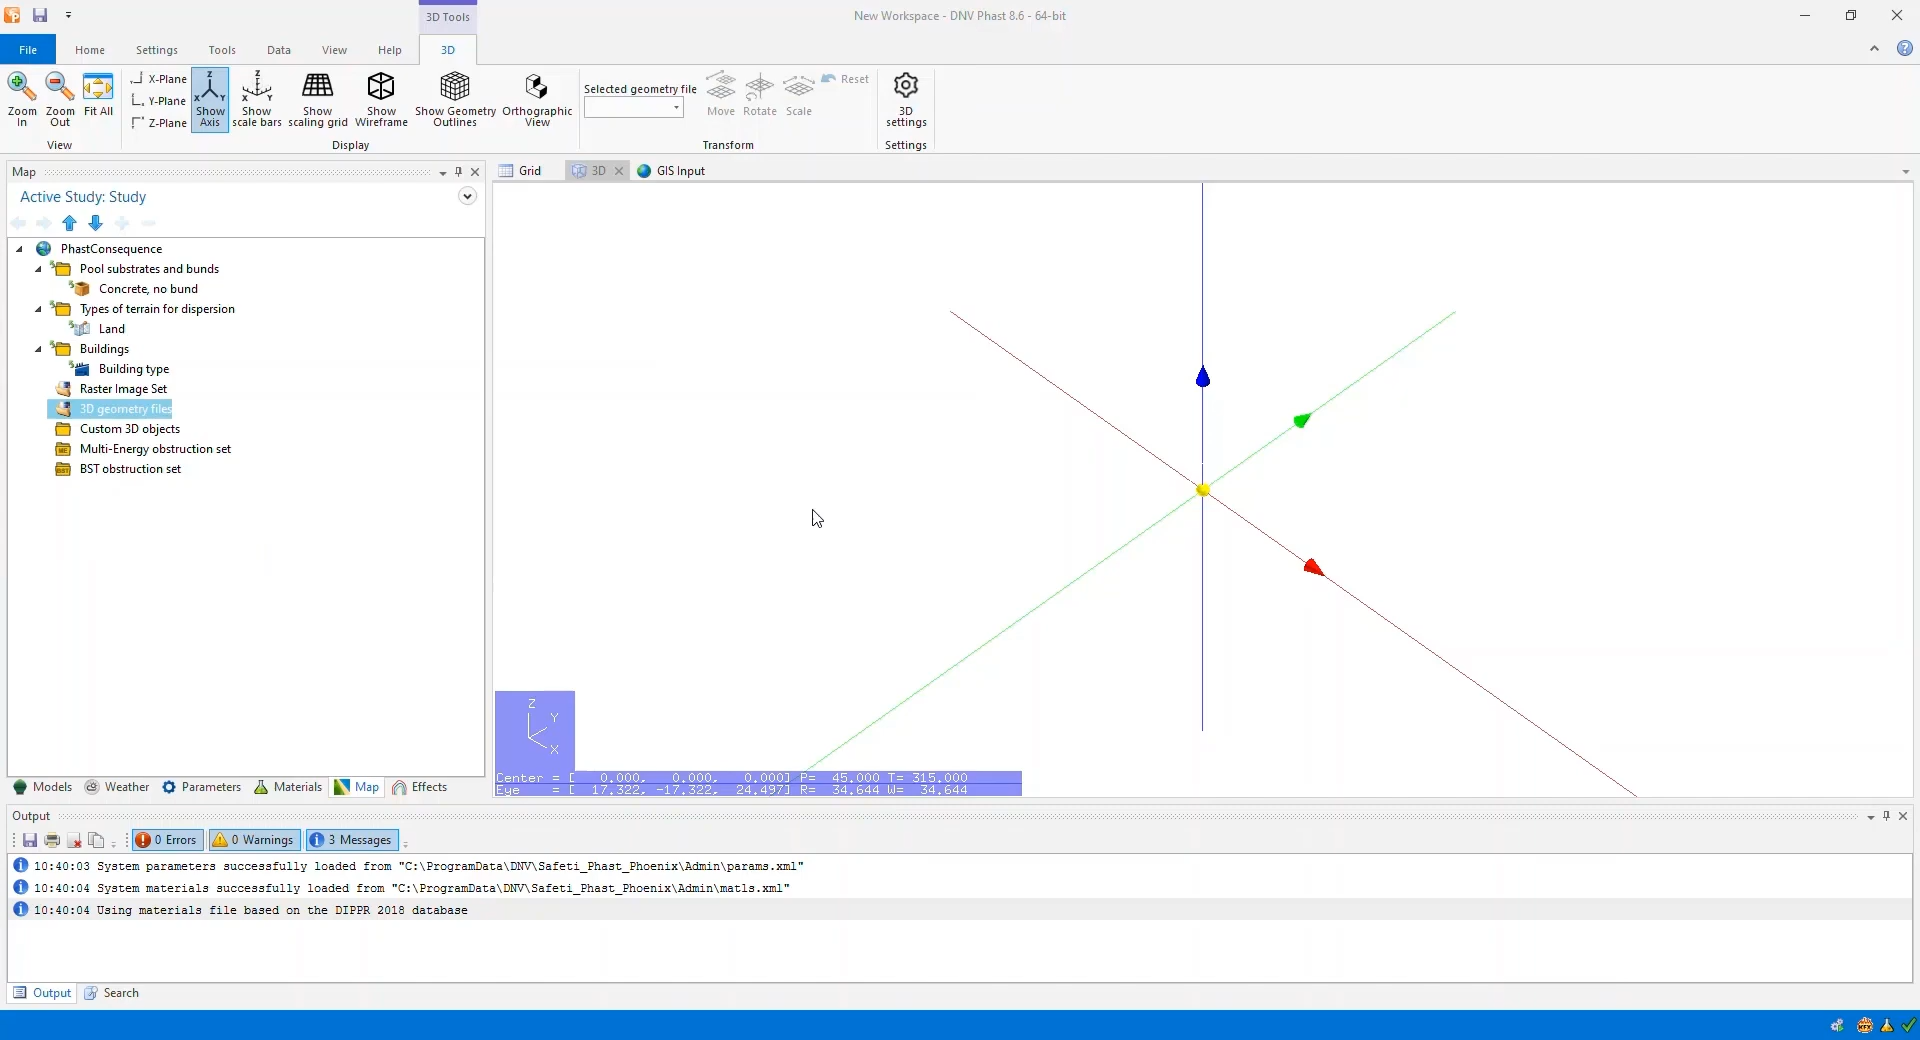 3D Tools
New Workspace - DNV Phast 8.6 - 64-bit
File Home Settings Tools Data View Help 3D
Zoom In
Zoom Out
Fit All
View
X-Plane
Y-Plane
Z-Plane
Show Axis
Show scale bars
Show scaling grid
Show Wireframe
Show Geometry Outlines
Orthographic View
Display
Selected geometry file
Move
Rotate
Scale
Reset
Transform
3D settings
Settings
Map
Active Study: Study
PhastConsequence
Pool substrates and bunds
Concrete, no bund
Types of terrain for dispersion
Land
Buildings
Building type
Raster Image Set
3D geometry files
Custom 3D objects
Multi-Energy obstruction set
BST obstruction set
Models Weather Parameters Materials Map Effects
Grid 3D GIS Input
Z
Y
X
Center = [ 0.000, 0.000, 0.000] P= 45.000 T= 315.000
Eye = [ 17.322, -17.322, 24.497] R= 34.644 W= 34.644
Output
0 Errors 0 Warnings 3 Messages
10:40:03 System parameters successfully loaded from "C:\ProgramData\DNV\Safeti_Phast_Phoenix\Admin\params.xml"
10:40:04 System materials successfully loaded from "C:\ProgramData\DNV\Safeti_Phast_Phoenix\Admin\matls.xml"
10:40:04 Using materials file based on the DIPPR 2018 database
Output Search